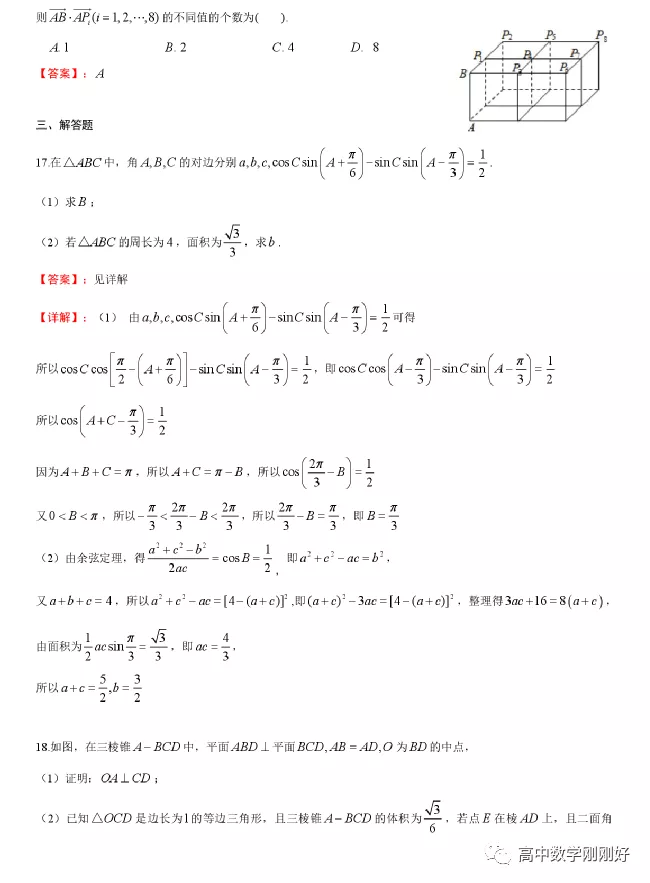 则 $\overrightarrow{AB}\cdot\overrightarrow{AP_i}(i=1,2,\cdots,8)$ 的不同值的个数为(　　).
A. 1　　B. 2　　C. 4　　D. 8
【答案】：A
P₂ P₅ P₈
P₁ P₄ P₇
B P₃ P₆
A
三、解答题
17.在 $\triangle ABC$ 中，角 $A,B,C$ 的对边分别 $a,b,c,\cos C\sin\left(A+\frac{\pi}{6}\right)-\sin C\sin\left(A-\frac{\pi}{3}\right)=\frac{1}{2}$.
（1）求 $B$；
（2）若 $\triangle ABC$ 的周长为 4，面积为 $\frac{\sqrt{3}}{3}$，求 $b$.
【答案】：见详解
【详解】：（1） 由 $a,b,c,\cos C\sin\left(A+\frac{\pi}{6}\right)-\sin C\sin\left(A-\frac{\pi}{3}\right)=\frac{1}{2}$ 可得
所以 $\cos C\cos\left[\frac{\pi}{2}-\left(A+\frac{\pi}{6}\right)\right]-\sin C\sin\left(A-\frac{\pi}{3}\right)=\frac{1}{2}$，即 $\cos C\cos\left(A-\frac{\pi}{3}\right)-\sin C\sin\left(A-\frac{\pi}{3}\right)=\frac{1}{2}$
所以 $\cos\left(A+C-\frac{\pi}{3}\right)=\frac{1}{2}$
因为 $A+B+C=\pi$，所以 $A+C=\pi-B$，所以 $\cos\left(\frac{2\pi}{3}-B\right)=\frac{1}{2}$
又 $0<B<\pi$，所以 $-\frac{\pi}{3}<\frac{2\pi}{3}-B<\frac{2\pi}{3}$，所以 $\frac{2\pi}{3}-B=\frac{\pi}{3}$，即 $B=\frac{\pi}{3}$
（2）由余弦定理，得 $\frac{a^2+c^2-b^2}{2ac}=\cos B=\frac{1}{2}$，即 $a^2+c^2-ac=b^2$，
又 $a+b+c=4$，所以 $a^2+c^2-ac=[4-(a+c)]^2$,即 $(a+c)^2-3ac=[4-(a+c)]^2$，整理得 $3ac+16=8(a+c)$，
由面积为 $\frac{1}{2}ac\sin\frac{\pi}{3}=\frac{\sqrt{3}}{3}$，即 $ac=\frac{4}{3}$，
所以 $a+c=\frac{5}{2},b=\frac{3}{2}$
18.如图，在三棱锥 $A-BCD$ 中，平面 $ABD\perp$ 平面 $BCD,AB=AD,O$ 为 $BD$ 的中点，
（1）证明：$OA\perp CD$；
（2）已知 $\triangle OCD$ 是边长为1的等边三角形，且三棱锥 $A-BCD$ 的体积为 $\frac{\sqrt{3}}{6}$，若点 $E$ 在棱 $AD$ 上，且二面角
高中数学刚刚好